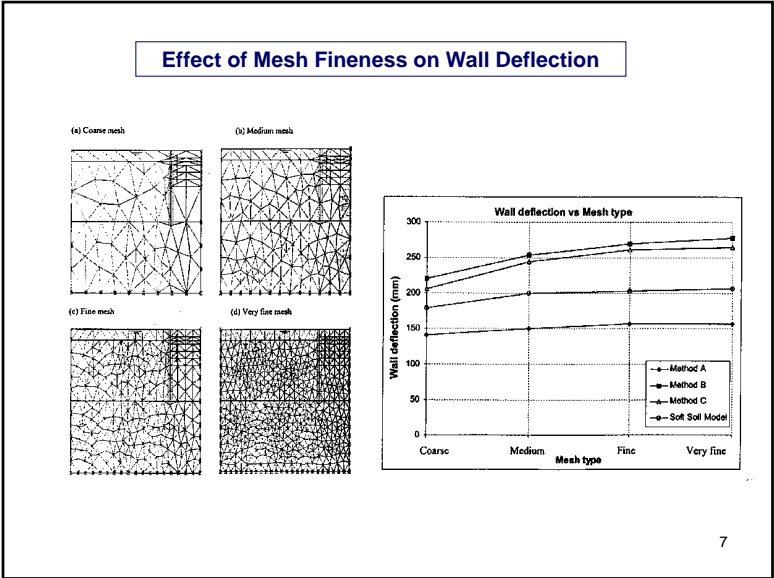 Effect of Mesh Fineness on Wall Deflection
(a) Coarse mesh
(b) Medium mesh
(c) Fine mesh
(d) Very fine mesh
Wall deflection vs Mesh type
Wall deflection (mm)
300
250
200
150
100
50
0
Method A
Method B
Method C
Soft Soil Model
Coarse Medium Fine Very fine
Mesh type
7